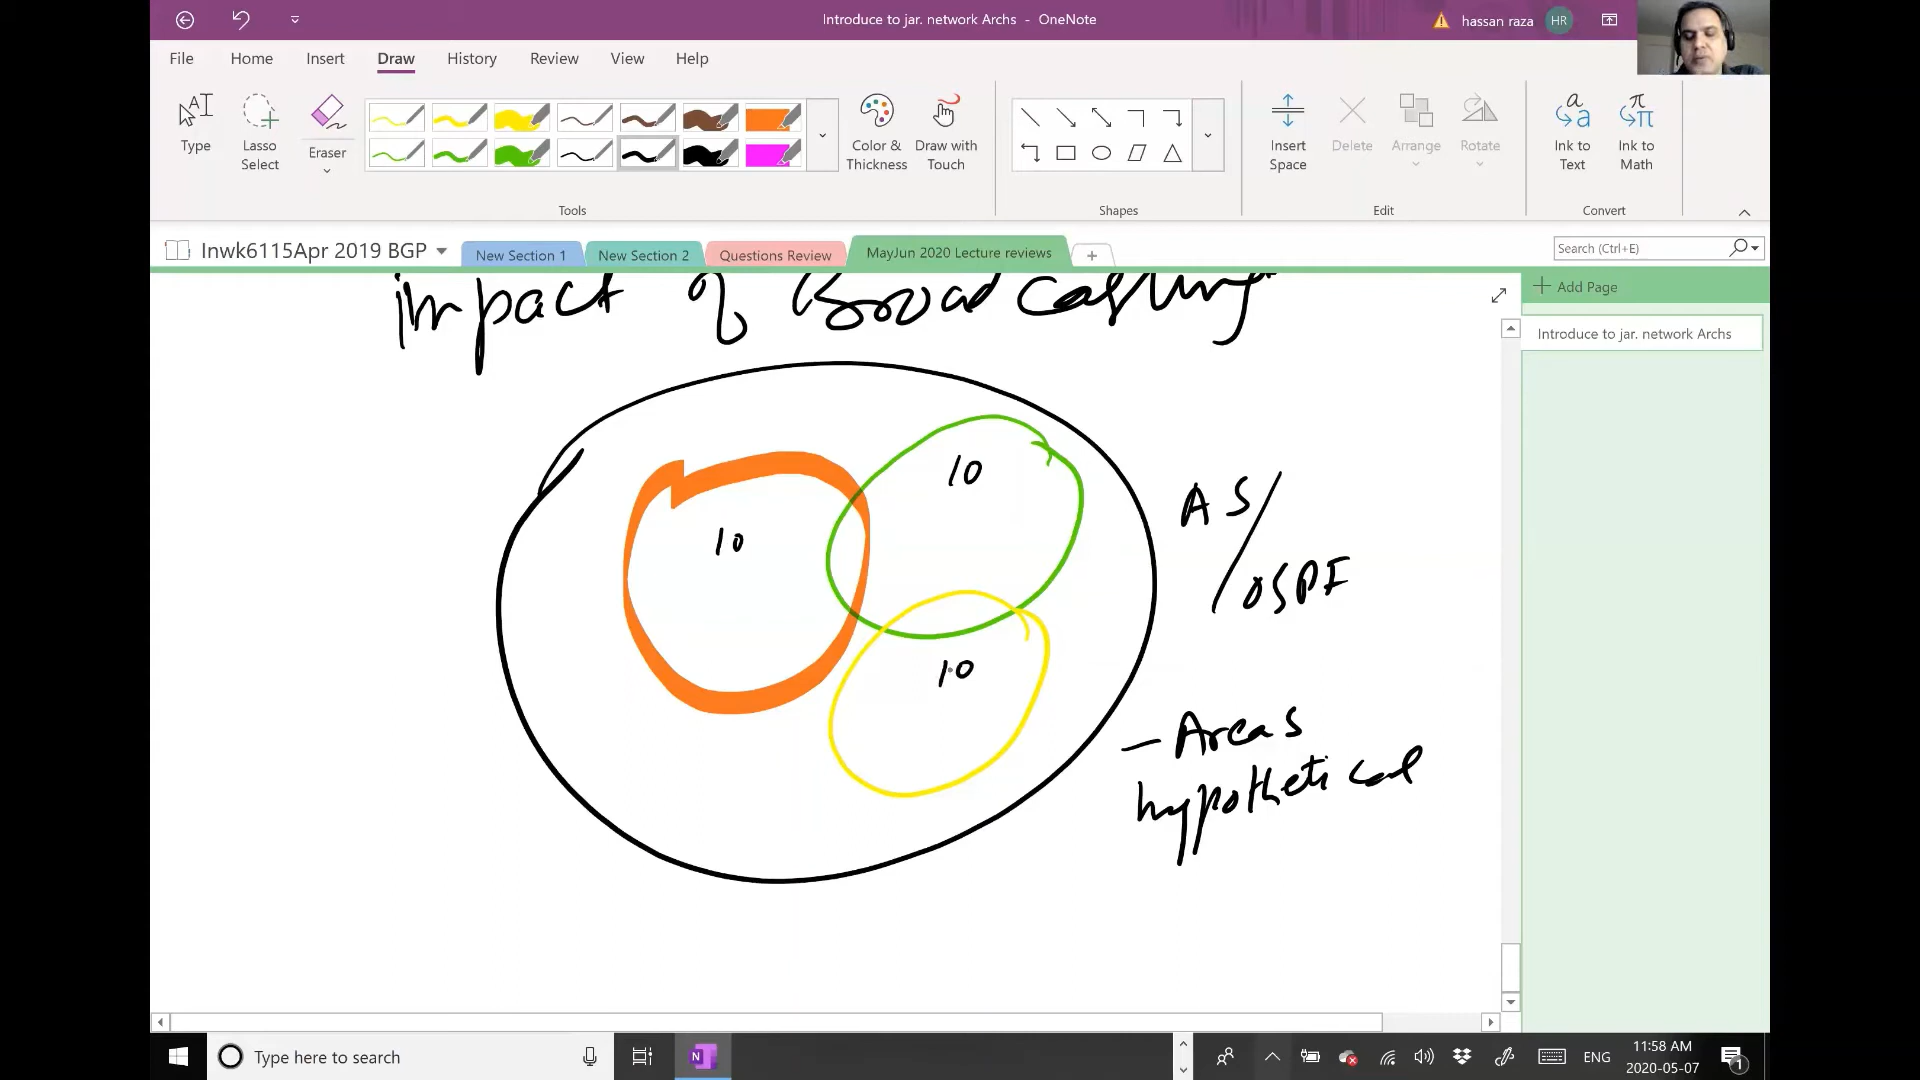 Introduce to jar. network Archs - OneNote
hassan raza HR
File Home Insert Draw History Review View Help
Type
Lasso
Select
Eraser
Color &
Thickness
Draw with
Touch
Insert
Space
Delete
Arrange
Rotate
Ink to
Text
Ink to
Math
Tools Shapes Edit Convert
Inwk6115Apr 2019 BGP
New Section 1
New Section 2
Questions Review
MayJun 2020 Lecture reviews
Search (Ctrl+E)
Add Page
Introduce to jar. network Archs
impact of Broadcasting
10
10
10
AS/
OSPF
- Areas
hypothetical
Type here to search
ENG
11:58 AM
2020-05-07
1